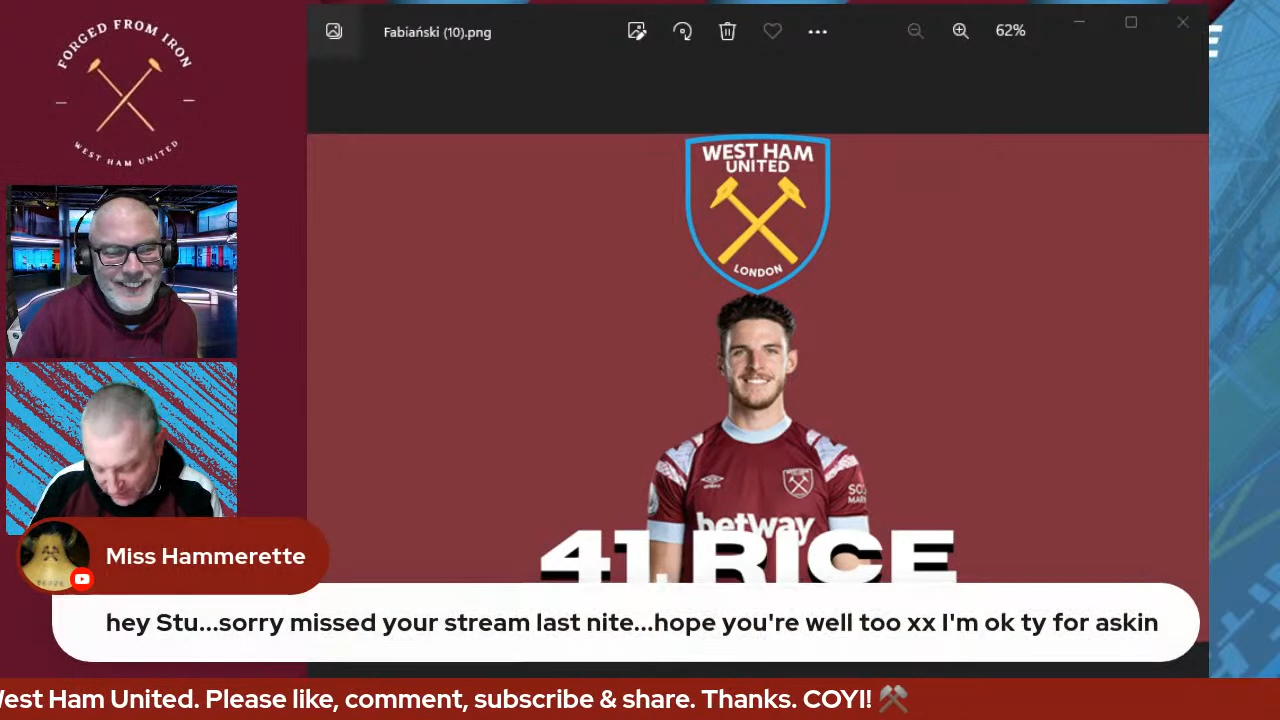 FORGED FROM IRON
WEST HAM UNITED
Fabiański (10).png
62%
WEST HAM
UNITED
LONDON
umbro
betway
41. RICE
Miss Hammerette
hey Stu...sorry missed your stream last nite...hope you're well too xx I'm ok ty for askin
West Ham United. Please like, comment, subscribe & share. Thanks. COYI! ⚒️